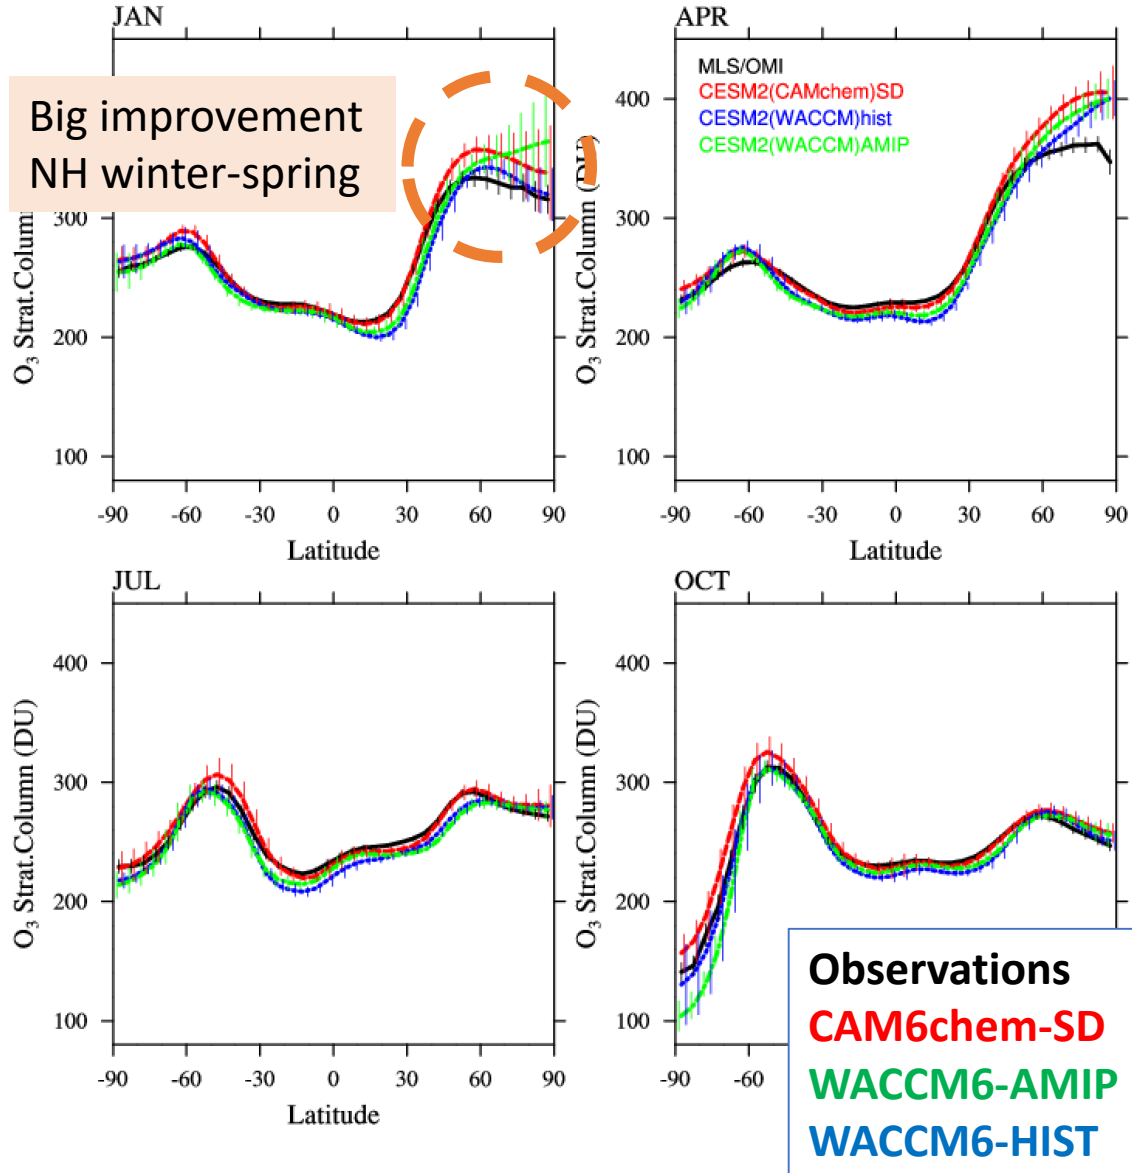 JAN
Big improvement
NH winter-spring
O3 Strat.Column (DU)
300
200
100
-90 -60 -30 0 30 60 90
Latitude
APR
MLS/OMI
CESM2(CAMchem)SD
CESM2(WACCM)hist
CESM2(WACCM)AMIP
O3 Strat.Column (DU)
400
300
200
100
-90 -60 -30 0 30 60 90
Latitude
JUL
O3 Strat.Column (DU)
400
300
200
100
-90 -60 -30 0 30 60 90
Latitude
OCT
O3 Strat.Column (DU)
400
300
200
100
-90 -60
Observations
CAM6chem-SD
WACCM6-AMIP
WACCM6-HIST